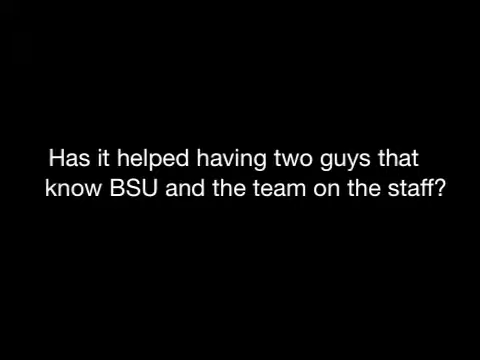 Has it helped having two guys that
know BSU and the team on the staff?